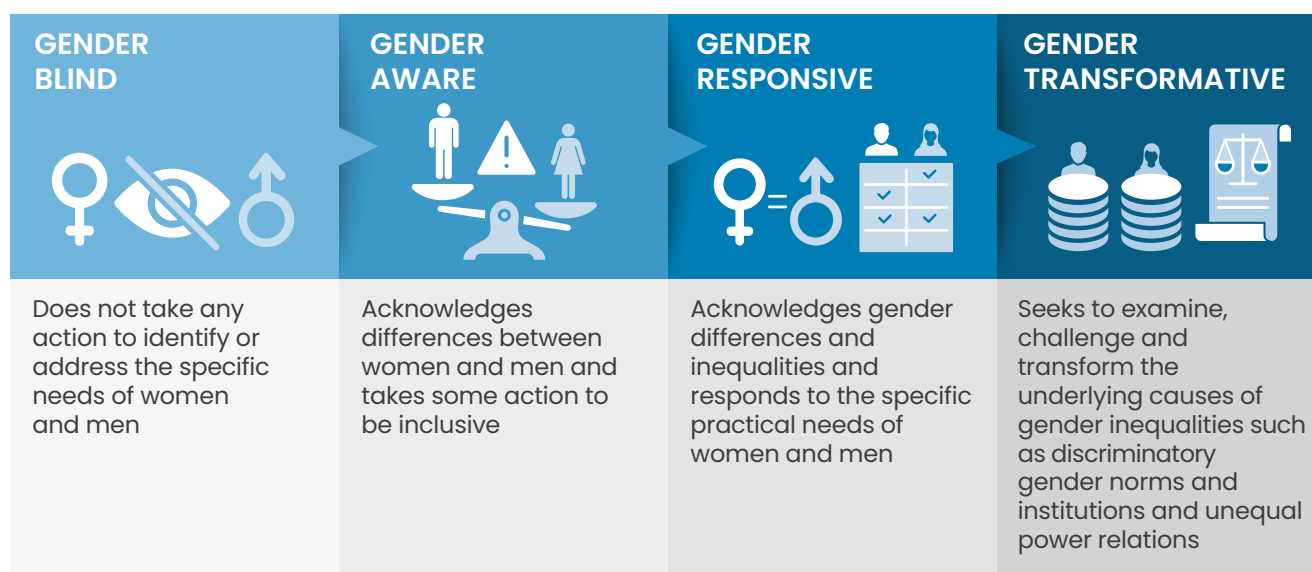 GENDER
BLIND
Does not take any
action to identify or
address the specific
needs of women
and men
GENDER
AWARE
Acknowledges
differences between
women and men and
takes some action to
be inclusive
GENDER
RESPONSIVE
Acknowledges gender
differences and
inequalities and
responds to the specific
practical needs of
women and men
GENDER
TRANSFORMATIVE
Seeks to examine,
challenge and
transform the
underlying causes of
gender inequalities such
as discriminatory
gender norms and
institutions and unequal
power relations